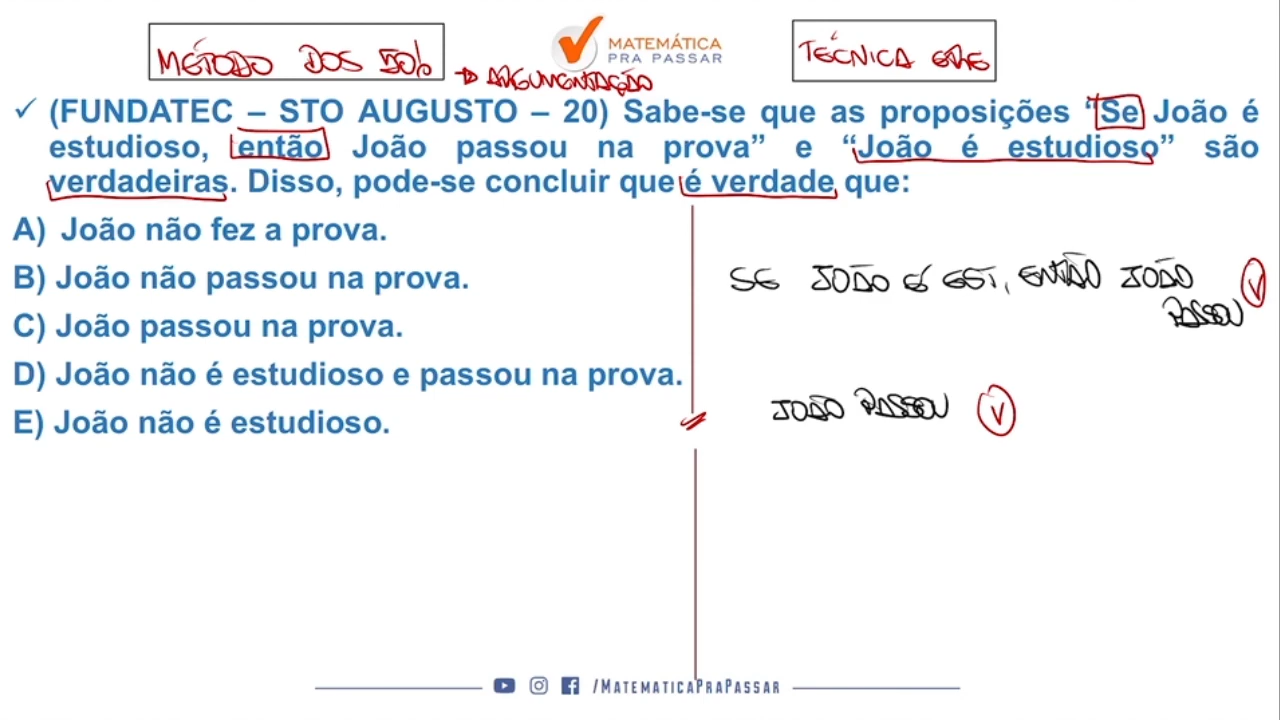 MÉTODO DOS 50%
MATEMÁTICA
PRA PASSAR
TÉCNICA
→ ARGUMENTAÇÃO
✓ (FUNDATEC – STO AUGUSTO – 20) Sabe-se que as proposições “Se João é
estudioso, então João passou na prova” e “João é estudioso” são
verdadeiras. Disso, pode-se concluir que é verdade que:
A) João não fez a prova.
B) João não passou na prova.
C) João passou na prova.
D) João não é estudioso e passou na prova.
E) João não é estudioso.
SE JOÃO É EST, ENTÃO JOÃO V
PASSOU
JOÃO PASSOU V
/MATEMATICAPRAPASSAR